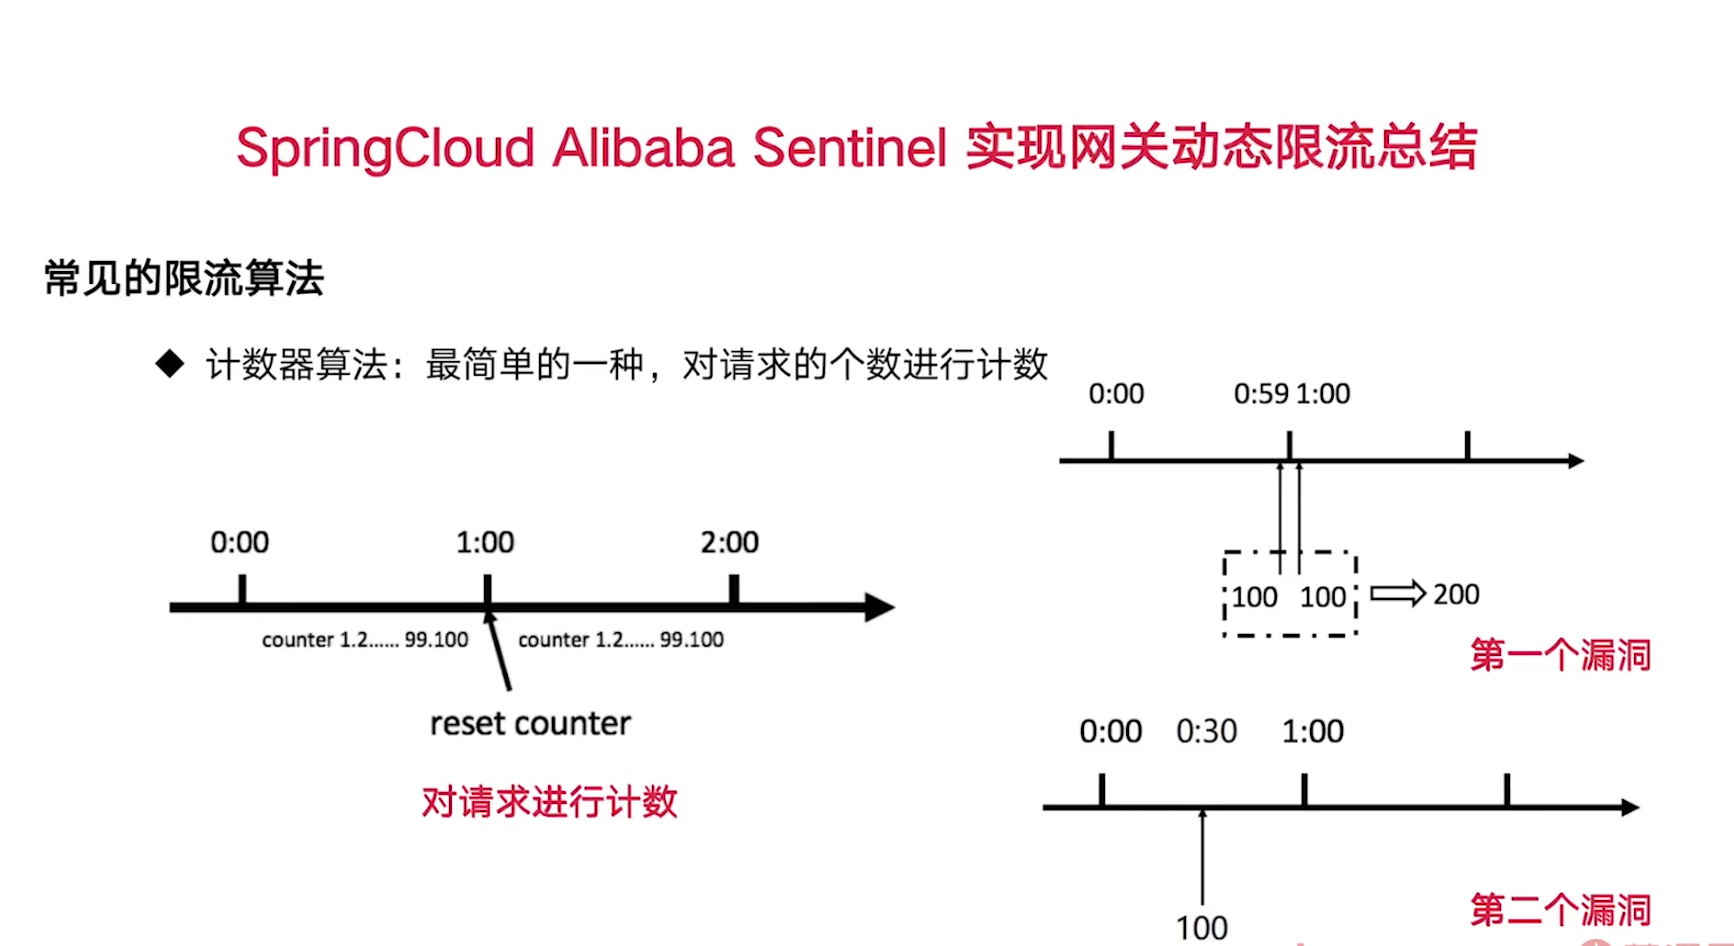 SpringCloud Alibaba Sentinel 实现网关动态限流总结
常见的限流算法
◆ 计数器算法：最简单的一种，对请求的个数进行计数
0:00 1:00 2:00
counter 1.2...... 99.100 counter 1.2...... 99.100
reset counter
对请求进行计数
0:00 0:59 1:00
100 100 200
第一个漏洞
0:00 0:30 1:00
100
第二个漏洞